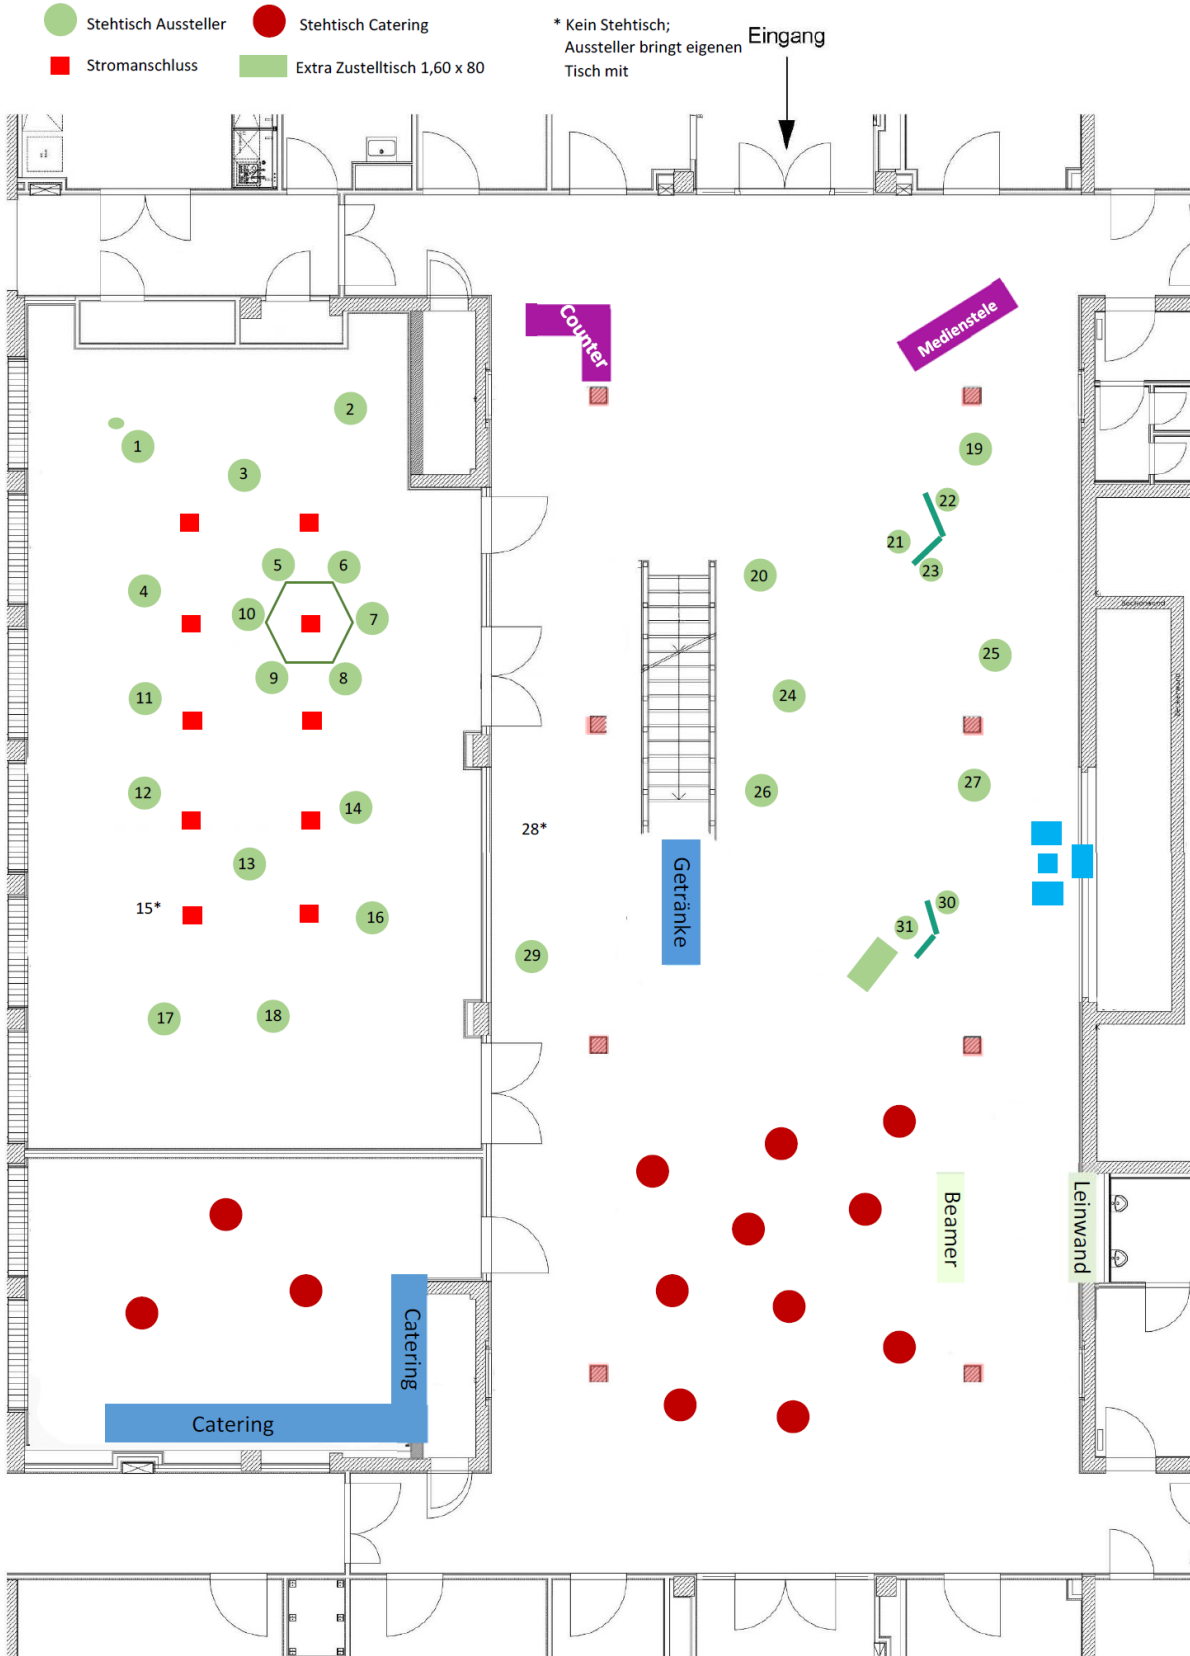 Stehtisch Aussteller
Stehtisch Catering
* Kein Stehtisch;
Aussteller bringt eigenen
Tisch mit
Stromanschluss
Extra Zustelltisch 1,60 x 80
Eingang
Counter
Medienstele
1
2
3
19
22
21
23
5
6
20
4
10
7
9
8
25
11
24
12
14
26
27
28*
13
15*
16
Getränke
30
31
29
17
18
Beamer
Leinwand
Catering
Catering